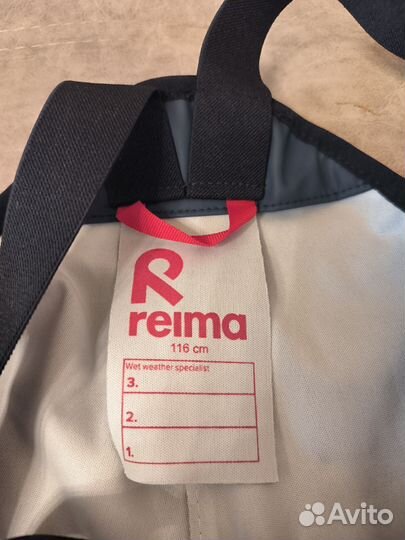 R
reima
116 cm
Wet weather specialist
3.
2.
1.
Avito